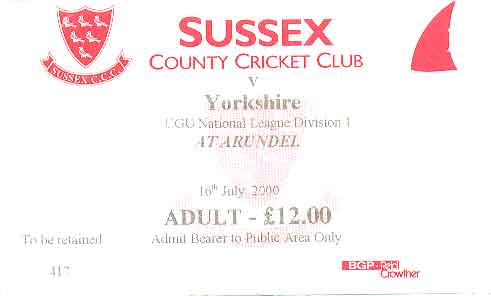 SUSSEX
COUNTY CRICKET CLUB
SUSSEX C.C.C.
V
Yorkshire
CGU National League Division 1
AT ARUNDEL
16th July, 2000
ADULT - £12.00
To be retained
Admit Bearer to Public Area Only
417
BGP Reid
Crowther